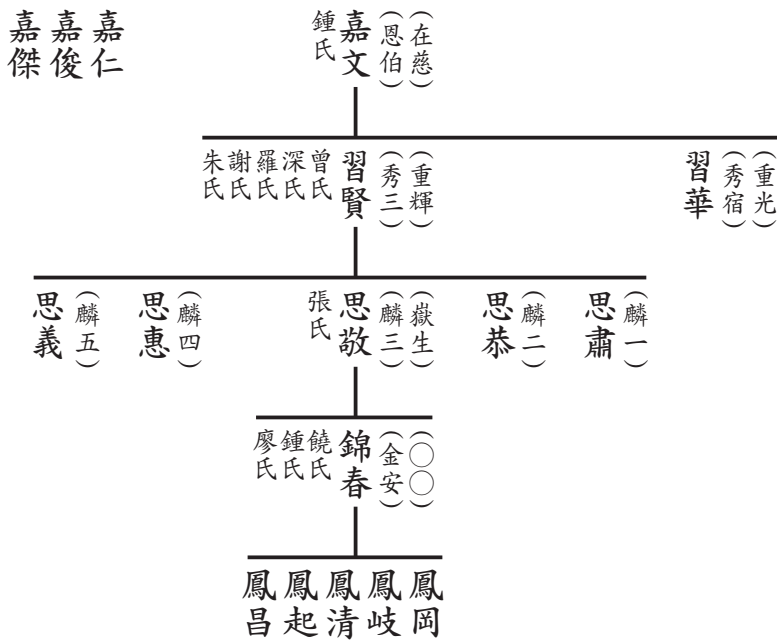 （在慈）
（恩伯）
嘉文
鍾氏
嘉仁
嘉俊
嘉傑
（重光）
（秀宿）
習華
（重輝）
（秀三）
習賢
曾氏
深氏
羅氏
謝氏
朱氏
（麟一）
思肅
（麟二）
思恭
（嶽生）
（麟三）
思敬
張氏
（麟四）
思惠
（麟五）
思義
（〇〇）
（金安）
錦春
饒氏
鍾氏
廖氏
鳳岡
鳳岐
鳳清
鳳起
鳳昌